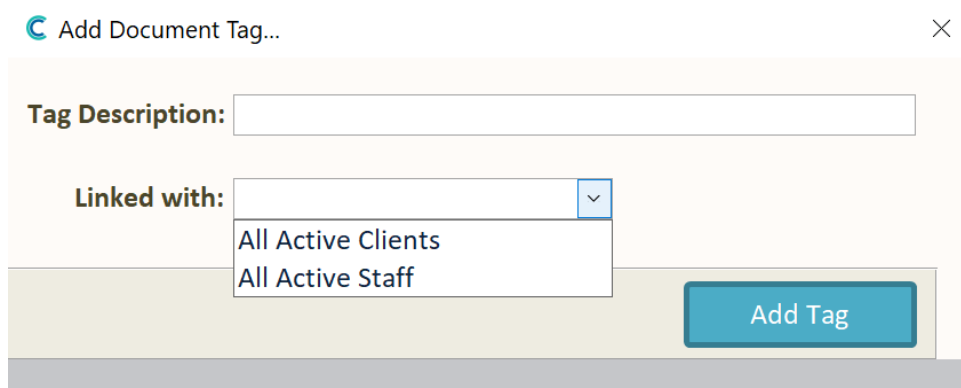 Add Document Tag...
Tag Description:
Linked with:
All Active Clients
All Active Staff
Add Tag